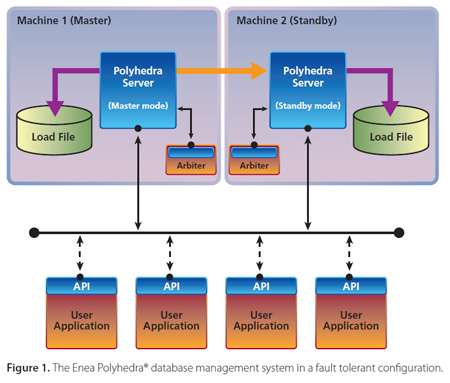 Machine 1 (Master)
Machine 2 (Standby)
Polyhedra
Server
(Master mode)
Polyhedra
Server
(Standby mode)
Load File
Arbiter
Arbiter
Load File
API
API
API
API
User
Application
User
Application
User
Application
User
Application
Figure 1. The Enea Polyhedra® database management system in a fault tolerant configuration.